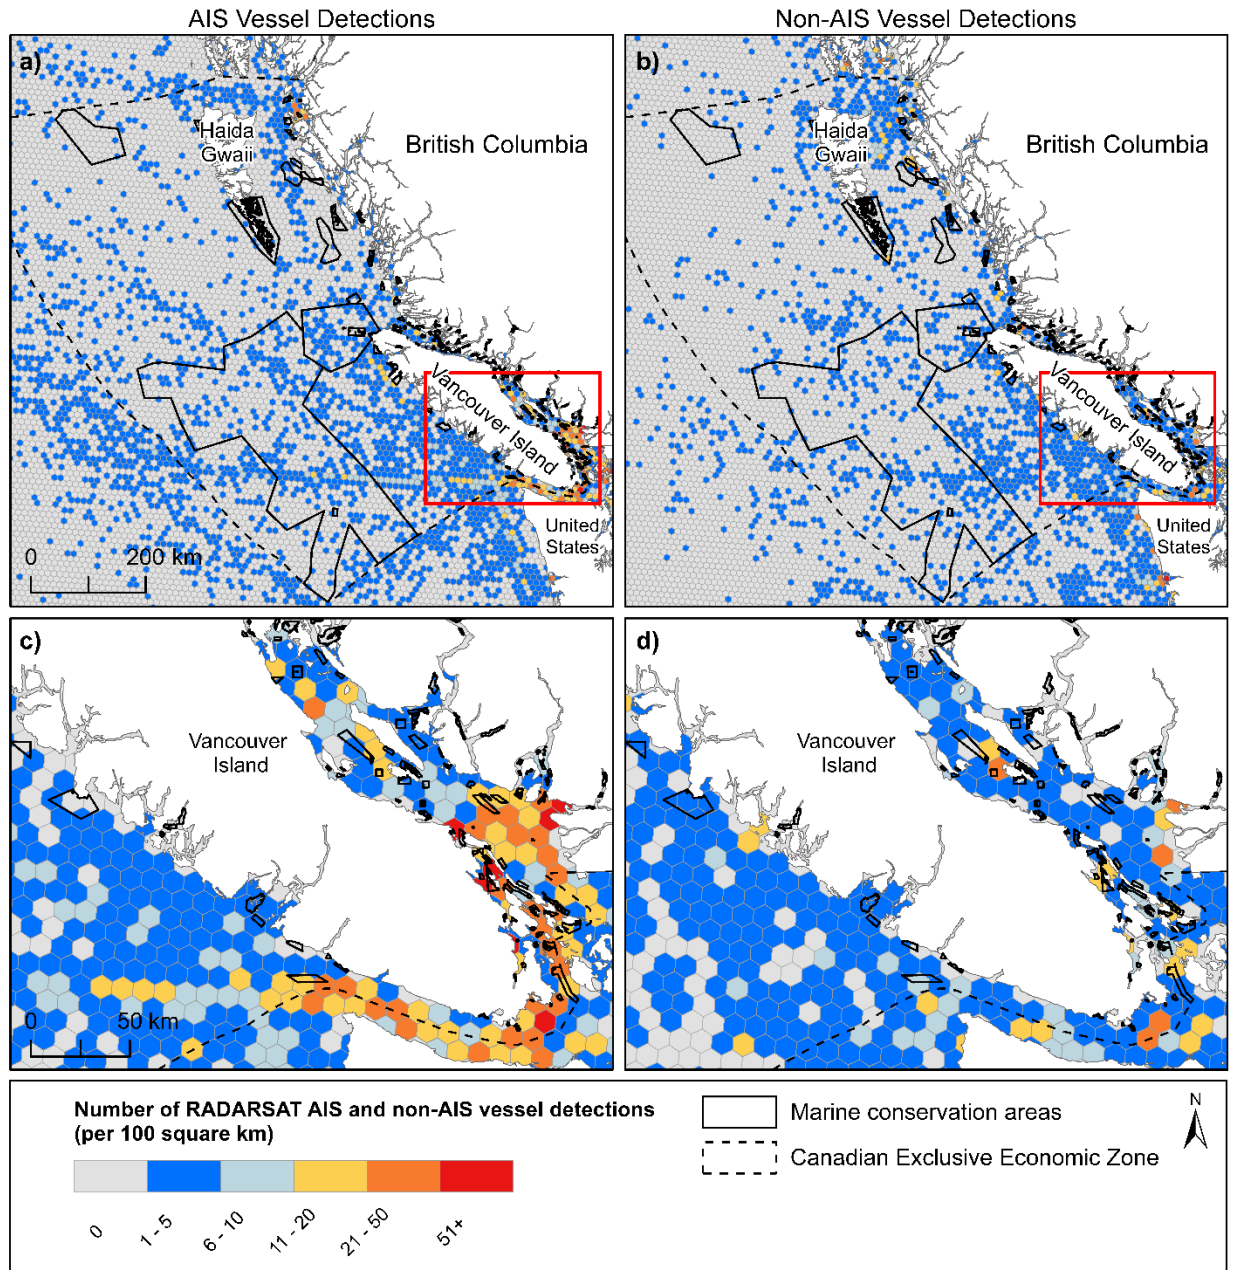 AIS Vessel Detections
Non-AIS Vessel Detections
a)
Haida
Gwaii
British Columbia
Vancouver Island
United
States
0
200 km
b)
Haida
Gwaii
British Columbia
Vancouver Island
United
States
c)
Vancouver
Island
0
50 km
d)
Vancouver
Island
Number of RADARSAT AIS and non-AIS vessel detections
(per 100 square km)
0
1 - 5
6 - 10
11 - 20
21 - 50
51+
Marine conservation areas
Canadian Exclusive Economic Zone
N